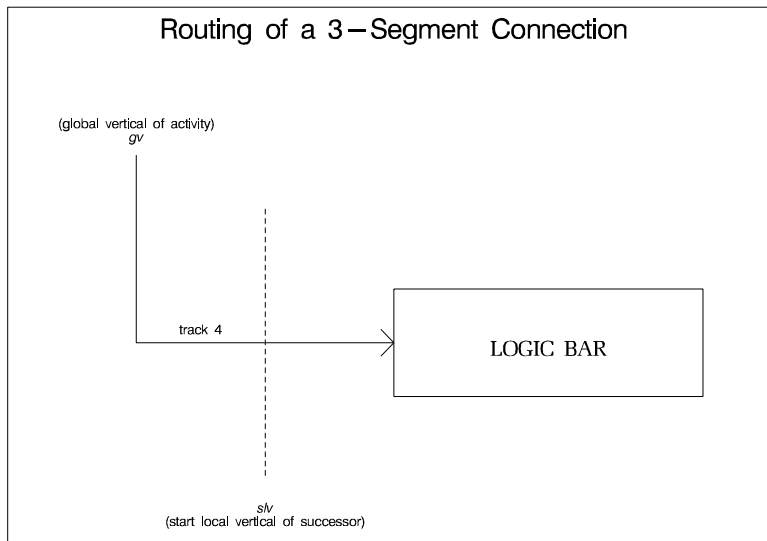 Routing of a 3-Segment Connection
(global vertical of activity)
gv
track 4
LOGIC BAR
slv
(start local vertical of successor)